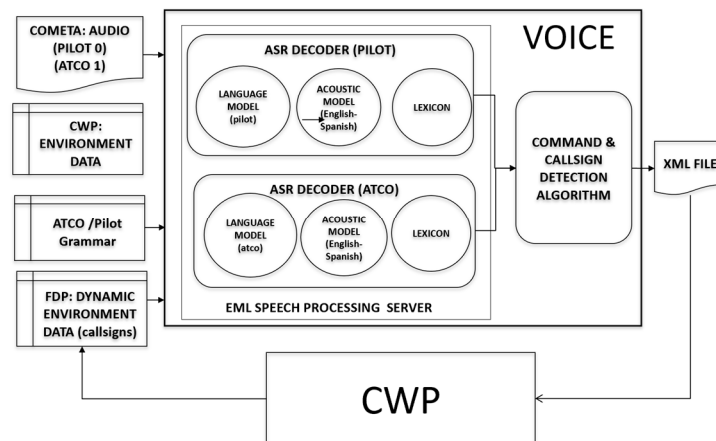 COMETA: AUDIO
(PILOT 0)
(ATCO 1)
CWP:
ENVIRONMENT
DATA
ATCO /Pilot
Grammar
FDP: DYNAMIC
ENVIRONMENT
DATA (callsigns)
VOICE
ASR DECODER (PILOT)
LANGUAGE
MODEL
(pilot)
ACOUSTIC
MODEL
(English-
Spanish)
LEXICON
ASR DECODER (ATCO)
LANGUAGE
MODEL
(atco)
ACOUSTIC
MODEL
(English-
Spanish)
LEXICON
EML SPEECH PROCESSING SERVER
COMMAND &
CALLSIGN
DETECTION
ALGORITHM
XML FILE
CWP